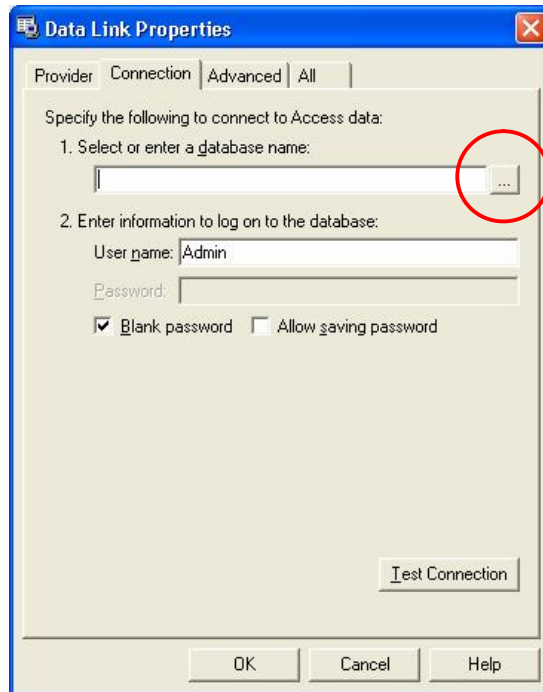 Data Link Properties
Provider Connection Advanced All
Specify the following to connect to Access data:
1. Select or enter a database name:
...
2. Enter information to log on to the database:
User name: Admin
Password:
Blank password Allow saving password
Test Connection
OK Cancel Help